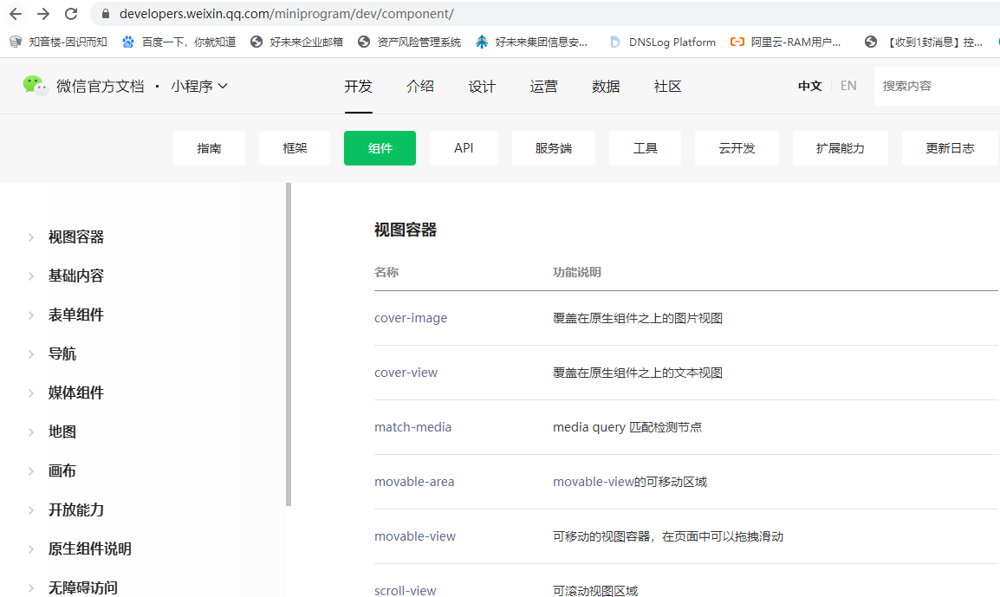 developers.weixin.qq.com/miniprogram/dev/component/
知音楼-因识而知 百度一下，你就知道 好未来企业邮箱 资产风险管理系统 好未来集团信息安... DNSLog Platform 阿里云-RAM用户... 【收到1封消息】控...
微信官方文档 · 小程序 开发 介绍 设计 运营 数据 社区 中文 EN 搜索内容
指南 框架 组件 API 服务端 工具 云开发 扩展能力 更新日志
视图容器
基础内容
表单组件
导航
媒体组件
地图
画布
开放能力
原生组件说明
无障碍访问
视图容器
名称 功能说明
cover-image 覆盖在原生组件之上的图片视图
cover-view 覆盖在原生组件之上的文本视图
match-media media query 匹配检测节点
movable-area movable-view的可移动区域
movable-view 可移动的视图容器，在页面中可以拖拽滑动
scroll-view 可滚动视图区域